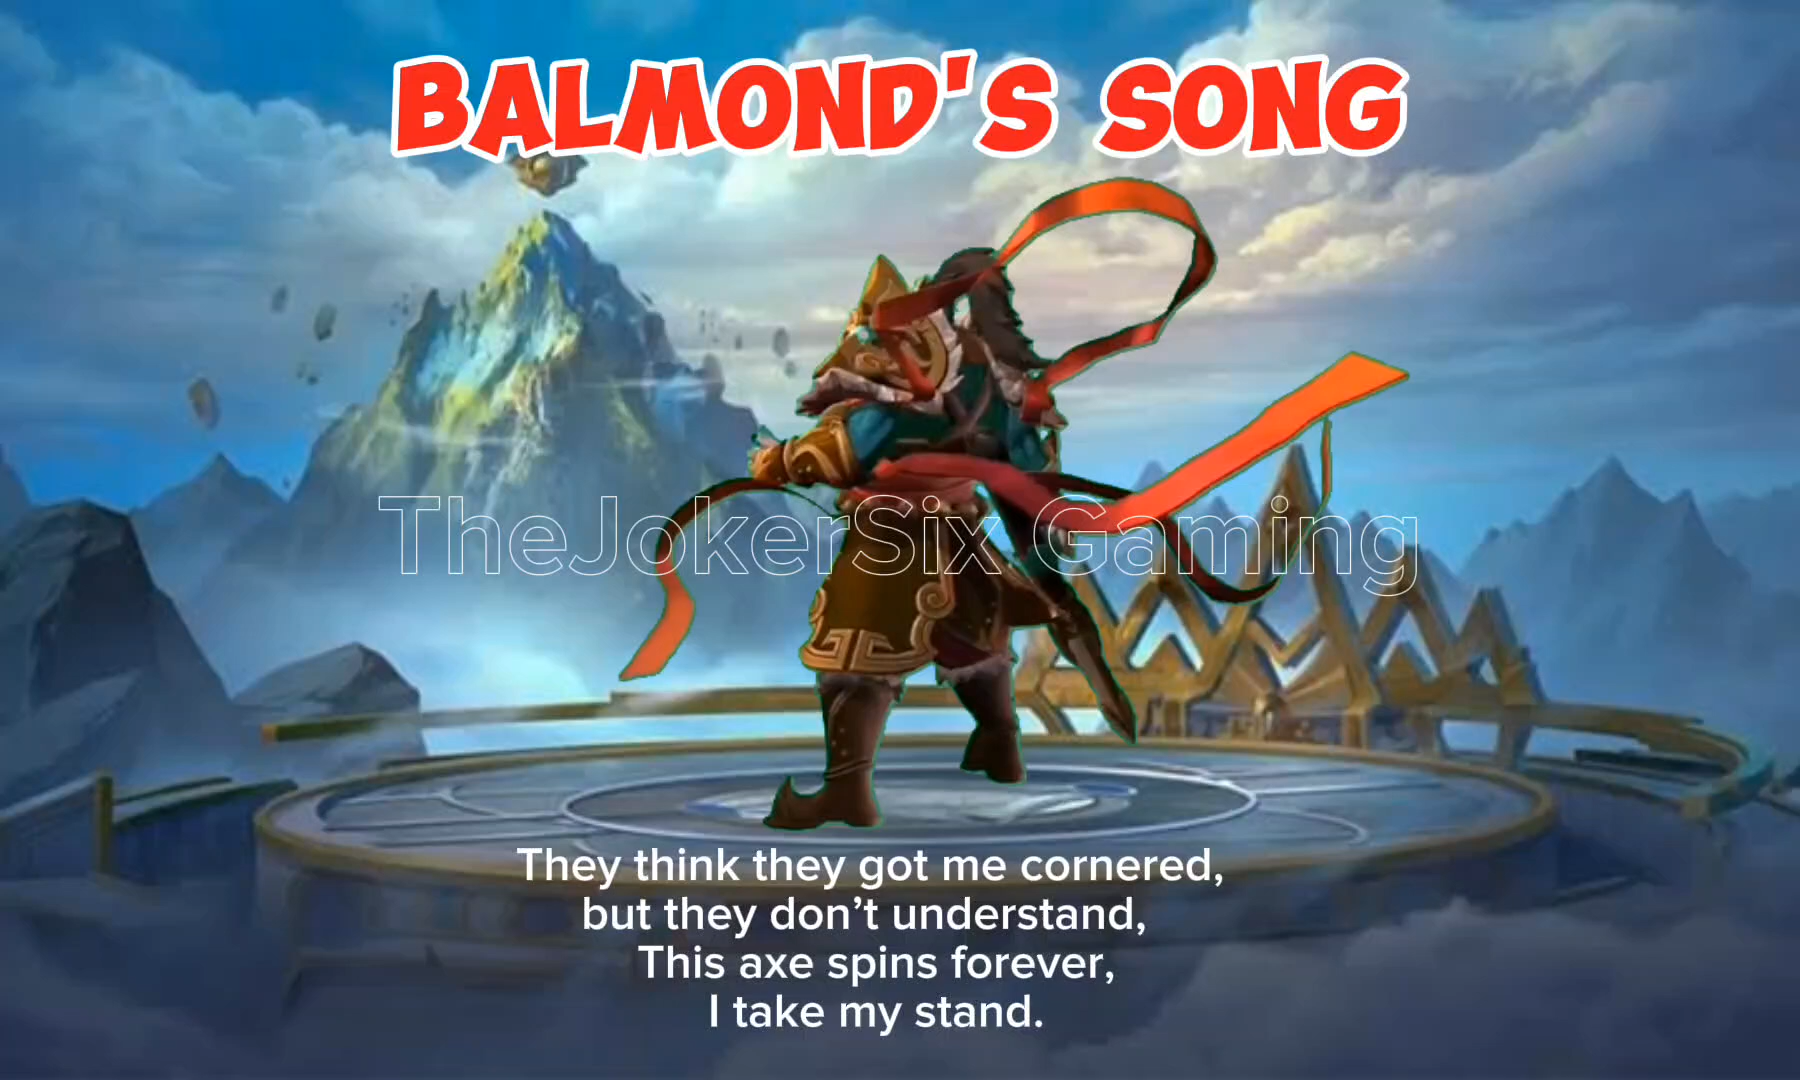 BALMOND'S SONG
TheJokerSix Gaming
They think they got me cornered,
but they don’t understand,
This axe spins forever,
I take my stand.